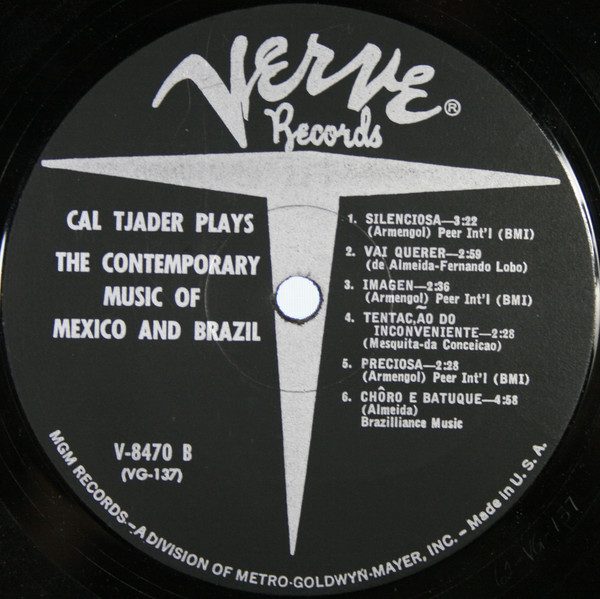 VERVE®
Records
CAL TJADER PLAYS
THE CONTEMPORARY
MUSIC OF
MEXICO AND BRAZIL
V-8470 B
(VG-137)
1. SILENCIOSA—3:22
(Armengol) Peer Int'l (BMI)
2. VAI QUERER—2:59
(de Almeida-Fernando Lobo)
3. IMAGEN—2:36
(Armengol) Peer Int'l (BMI)
4. TENTAC,ÃO DO
INCONVENIENTE—2:28
(Mesquita-da Conceicao)
5. PRECIOSA—2:28
(Armengol) Peer Int'l (BMI)
6. CHÔRO E BATUQUE—4:58
(Almeida)
Brazilliance Music
MGM RECORDS—A DIVISION OF METRO-GOLDWYN-MAYER, INC.—Made in U. S. A.